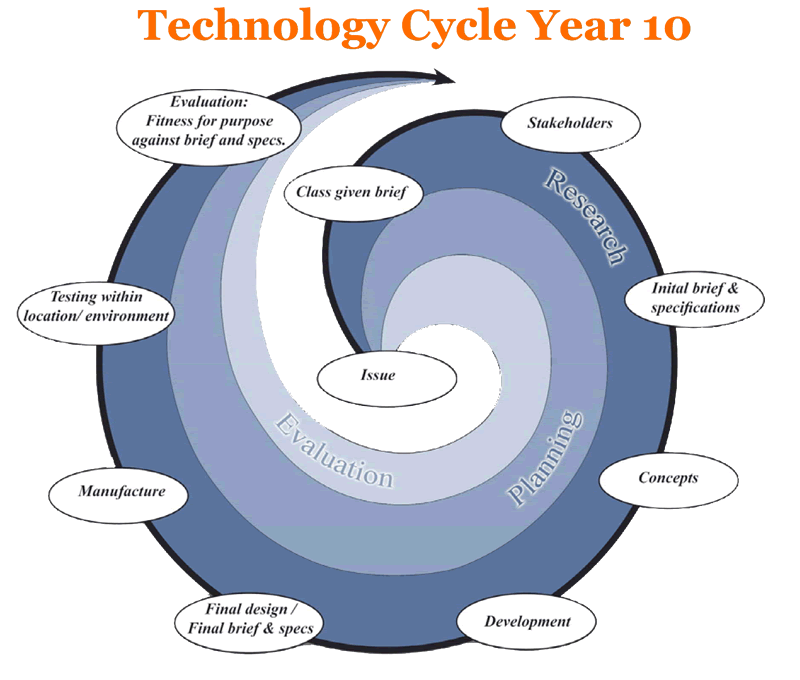 Technology Cycle Year 10
Evaluation:
Fitness for purpose
against brief and specs.
Stakeholders
Class given brief
Research
Testing within
location/ environment
Inital brief &
specifications
Issue
Evaluation
Planning
Manufacture
Concepts
Final design /
Final brief & specs
Development